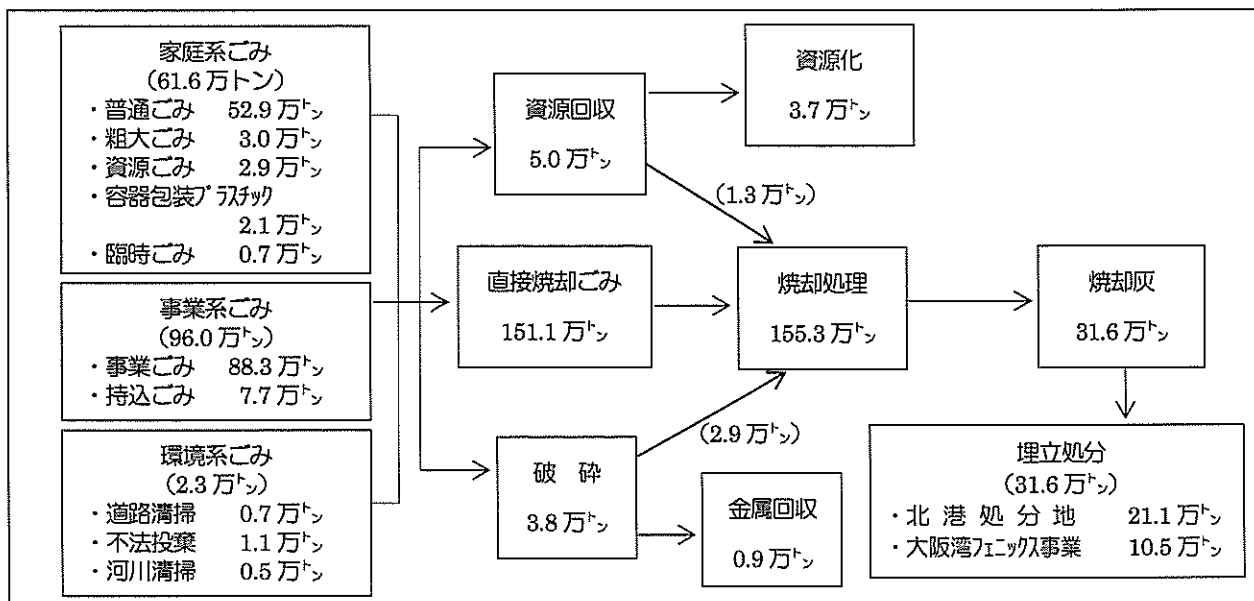 家庭系ごみ
(61.6万トン)
・普通ごみ 52.9万トン
・粗大ごみ 3.0万トン
・資源ごみ 2.9万トン
・容器包装プラスチック
2.1万トン
・臨時ごみ 0.7万トン
事業系ごみ
(96.0万トン)
・事業ごみ 88.3万トン
・持込ごみ 7.7万トン
環境系ごみ
(2.3万トン)
・道路清掃 0.7万トン
・不法投棄 1.1万トン
・河川清掃 0.5万トン
資源回収
5.0万トン
直接焼却ごみ
151.1万トン
破 砕
3.8万トン
資源化
3.7万トン
(1.3万トン)
焼却処理
155.3万トン
(2.9万トン)
金属回収
0.9万トン
焼却灰
31.6万トン
埋立処分
(31.6万トン)
・北 港 処 分 地 21.1万トン
・大阪湾フェニックス事業 10.5万トン